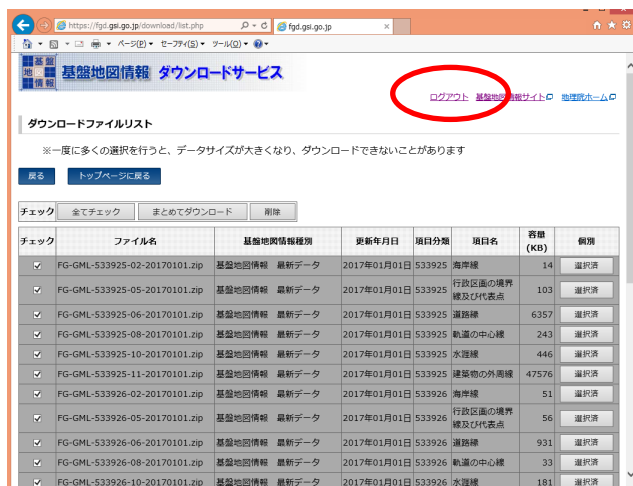 https://fgd.gsi.go.jp/download/list.php
fgd.gsi.go.jp
ページ(P) セーフティ(S) ツール(O)
基盤地図情報 基盤地図情報 ダウンロードサービス
ログアウト 基盤地図情報サイト 地理院ホーム
ダウンロードファイルリスト
※一度に多くの選択を行うと、データサイズが大きくなり、ダウンロードできないことがあります
戻る トップページに戻る
チェック 全てチェック まとめてダウンロード 削除
チェック ファイル名 基盤地図情報種別 更新年月日 項目分類 項目名 容量(KB) 個別
FG-GML-533925-02-20170101.zip 基盤地図情報 最新データ 2017年01月01日 533925 海岸線 14 選択済
FG-GML-533925-05-20170101.zip 基盤地図情報 最新データ 2017年01月01日 533925 行政区画の境界線及び代表点 103 選択済
FG-GML-533925-06-20170101.zip 基盤地図情報 最新データ 2017年01月01日 533925 道路縁 6357 選択済
FG-GML-533925-08-20170101.zip 基盤地図情報 最新データ 2017年01月01日 533925 軌道の中心線 243 選択済
FG-GML-533925-10-20170101.zip 基盤地図情報 最新データ 2017年01月01日 533925 水涯線 446 選択済
FG-GML-533925-11-20170101.zip 基盤地図情報 最新データ 2017年01月01日 533925 建築物の外周線 47576 選択済
FG-GML-533926-02-20170101.zip 基盤地図情報 最新データ 2017年01月01日 533926 海岸線 51 選択済
FG-GML-533926-05-20170101.zip 基盤地図情報 最新データ 2017年01月01日 533926 行政区画の境界線及び代表点 56 選択済
FG-GML-533926-06-20170101.zip 基盤地図情報 最新データ 2017年01月01日 533926 道路縁 931 選択済
FG-GML-533926-08-20170101.zip 基盤地図情報 最新データ 2017年01月01日 533926 軌道の中心線 33 選択済
FG-GML-533926-10-20170101.zip 基盤地図情報 最新データ 2017年01月01日 533926 水涯線 181 選択済